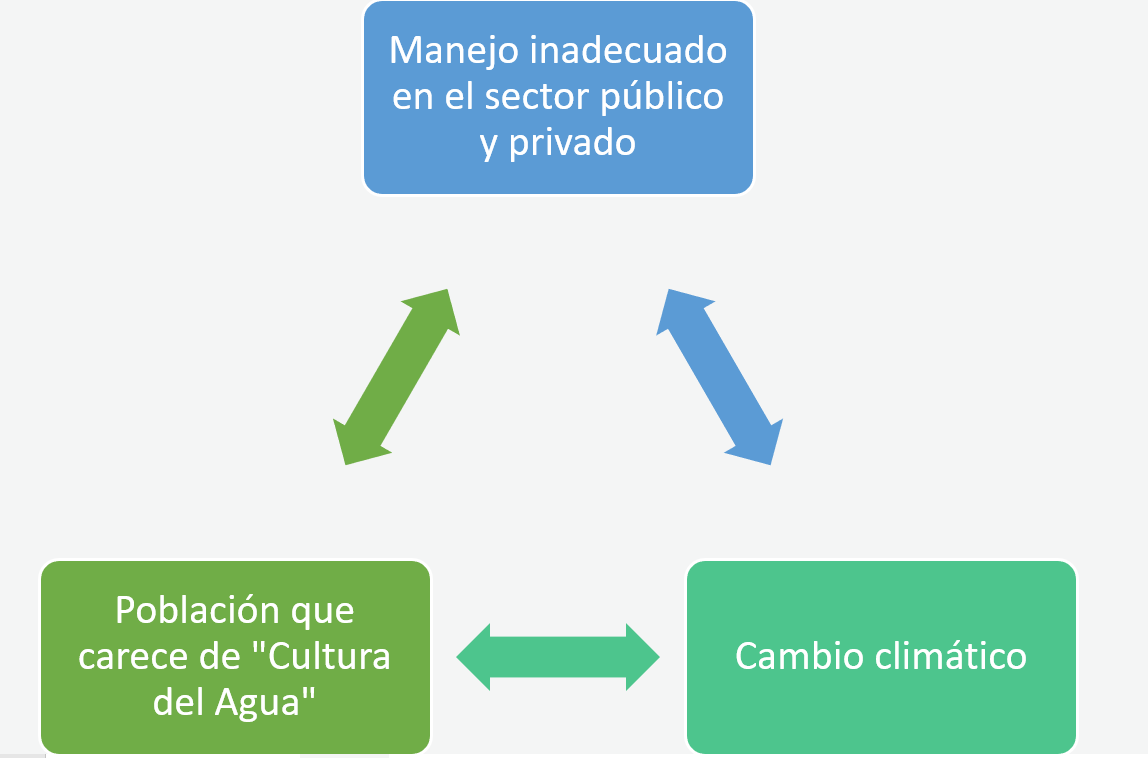 Manejo inadecuado
en el sector público
y privado
Población que
carece de "Cultura
del Agua"
Cambio climático